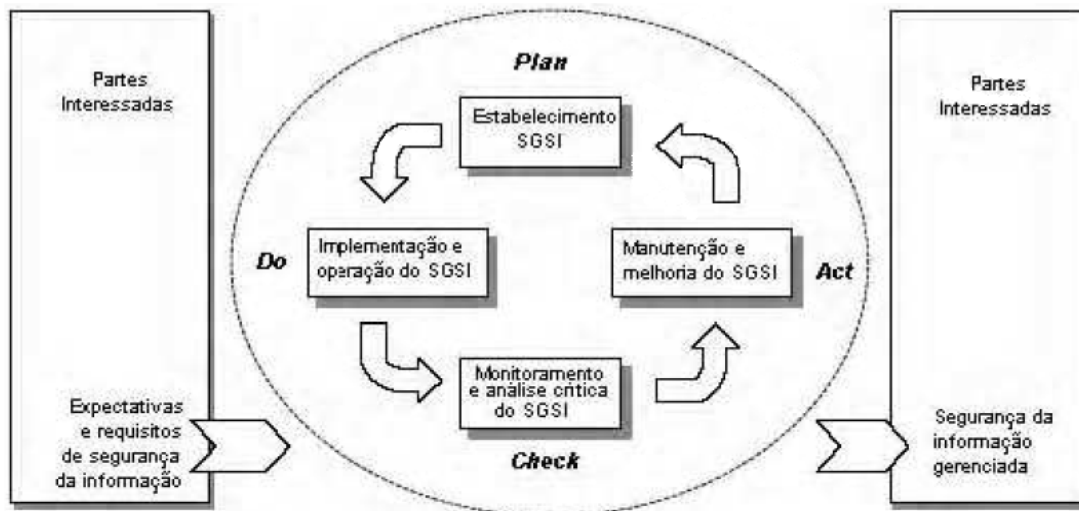 Partes
Interessadas
Expectativas
e requisitos
de segurança
da informação
Plan
Estabelecimento
SGSI
Do
Implementação e
operação do SGSI
Manutenção e
melhoria do SGSI
Act
Monitoramento
e análise crítica
do SGSI
Check
Partes
Interessadas
Segurança da
informação
gerenciada